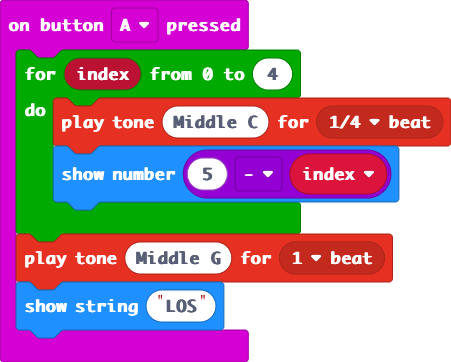 on button A pressed
for index from 0 to 4
do
play tone Middle C for 1/4 beat
show number 5 - index
play tone Middle G for 1 beat
show string "LOS"